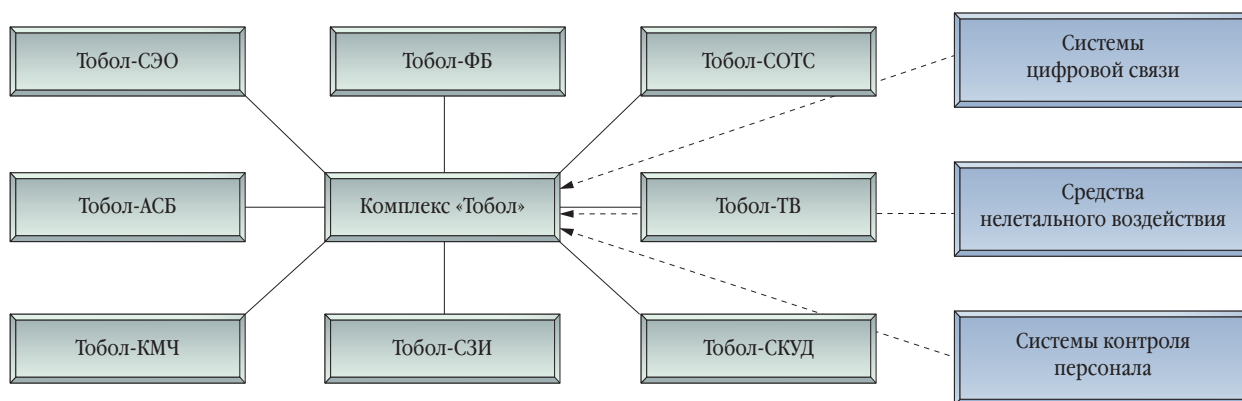 Тобол-СЭО
Тобол-ФБ
Тобол-СОТС
Системы
цифровой связи
Тобол-АСБ
Комплекс «Тобол»
Тобол-ТВ
Средства
нелетального воздействия
Тобол-КМЧ
Тобол-СЗИ
Тобол-СКУД
Системы контроля
персонала